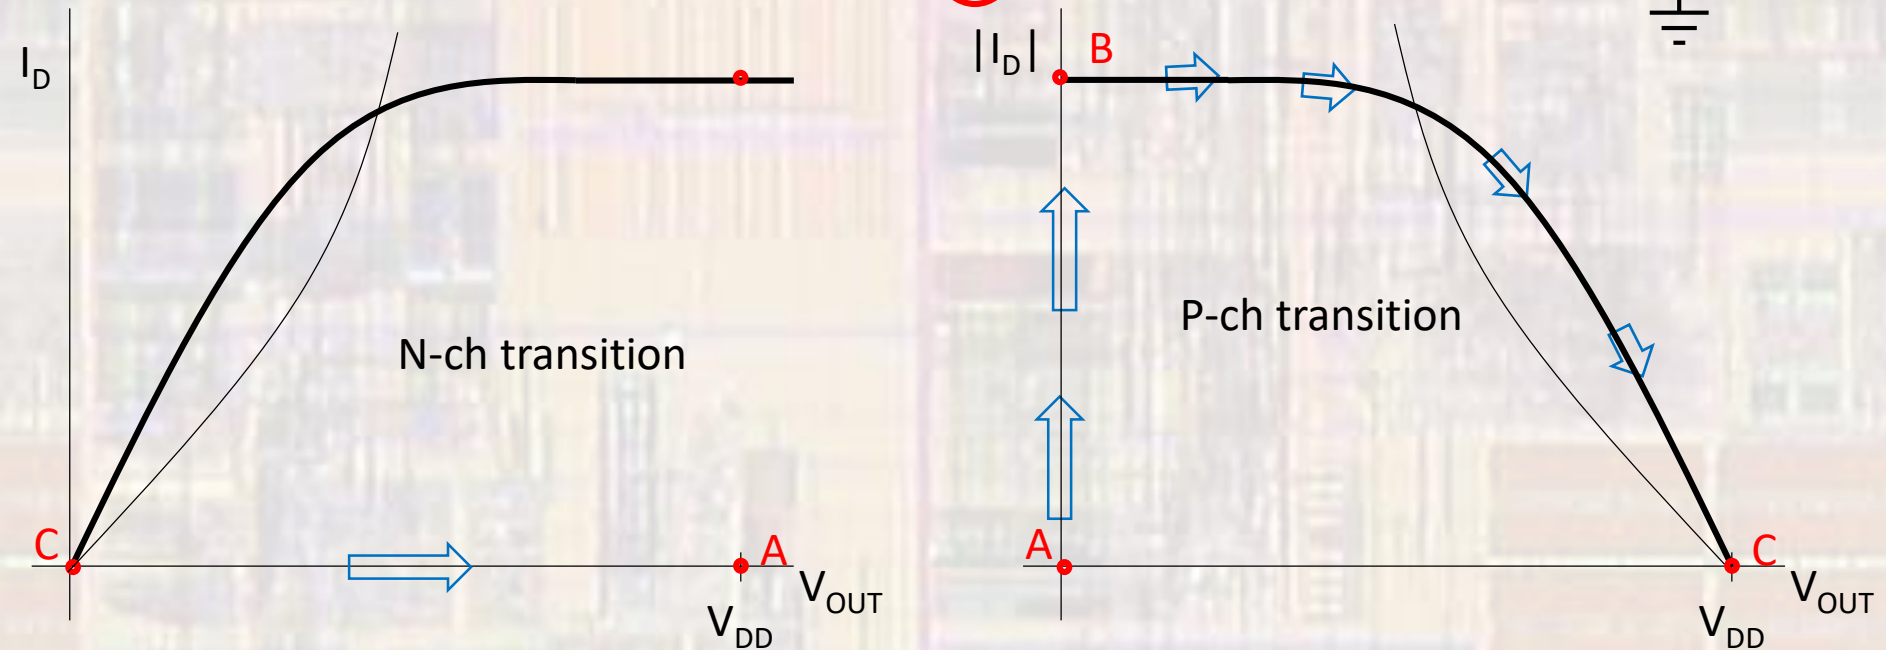 I_D
N-ch transition
C
A
V_OUT
V_DD
|I_D|
B
P-ch transition
A
C
V_OUT
V_DD